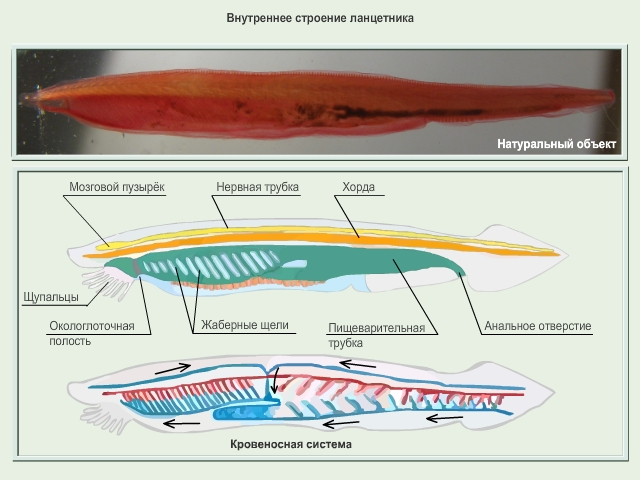 Внутреннее строение ланцетника
Натуральный объект
Мозговой пузырёк
Нервная трубка
Хорда
Щупальцы
Окологлоточная
полость
Жаберные щели
Пищеварительная
трубка
Анальное отверстие
Кровеносная система